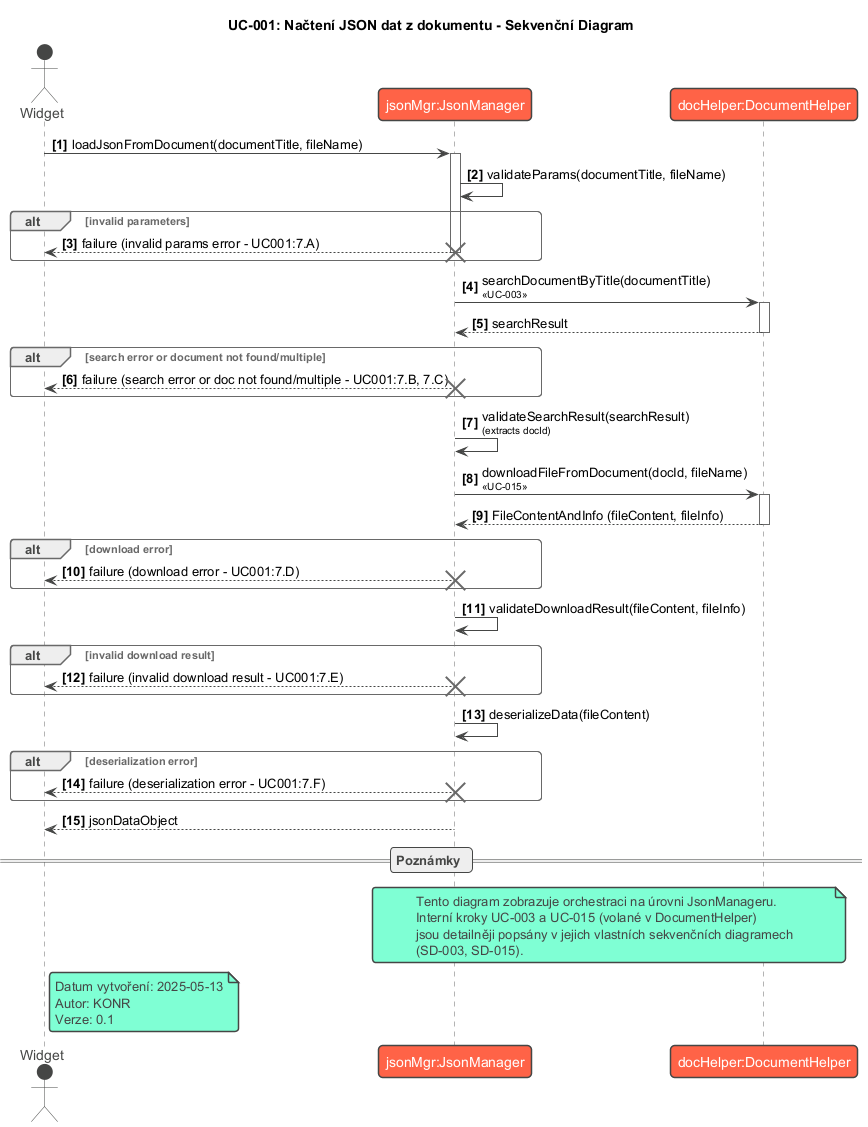 UC-001: Načtení JSON dat z dokumentu - Sekvenční Diagram
Widget
jsonMgr:JsonManager
docHelper:DocumentHelper
[1] loadJsonFromDocument(documentTitle, fileName)
[2] validateParams(documentTitle, fileName)
alt [invalid parameters]
[3] failure (invalid params error - UC001:7.A)
[4] searchDocumentByTitle(documentTitle)
«UC-003»
[5] searchResult
alt [search error or document not found/multiple]
[6] failure (search error or doc not found/multiple - UC001:7.B, 7.C)
[7] validateSearchResult(searchResult)
(extracts docId)
[8] downloadFileFromDocument(docId, fileName)
«UC-015»
[9] FileContentAndInfo (fileContent, fileInfo)
alt [download error]
[10] failure (download error - UC001:7.D)
[11] validateDownloadResult(fileContent, fileInfo)
alt [invalid download result]
[12] failure (invalid download result - UC001:7.E)
[13] deserializeData(fileContent)
alt [deserialization error]
[14] failure (deserialization error - UC001:7.F)
[15] jsonDataObject
Poznámky
Tento diagram zobrazuje orchestraci na úrovni JsonManageru.
Interní kroky UC-003 a UC-015 (volané v DocumentHelper)
jsou detailněji popsány v jejich vlastních sekvenčních diagramech
(SD-003, SD-015).
Datum vytvoření: 2025-05-13
Autor: KONR
Verze: 0.1
Widget
jsonMgr:JsonManager
docHelper:DocumentHelper